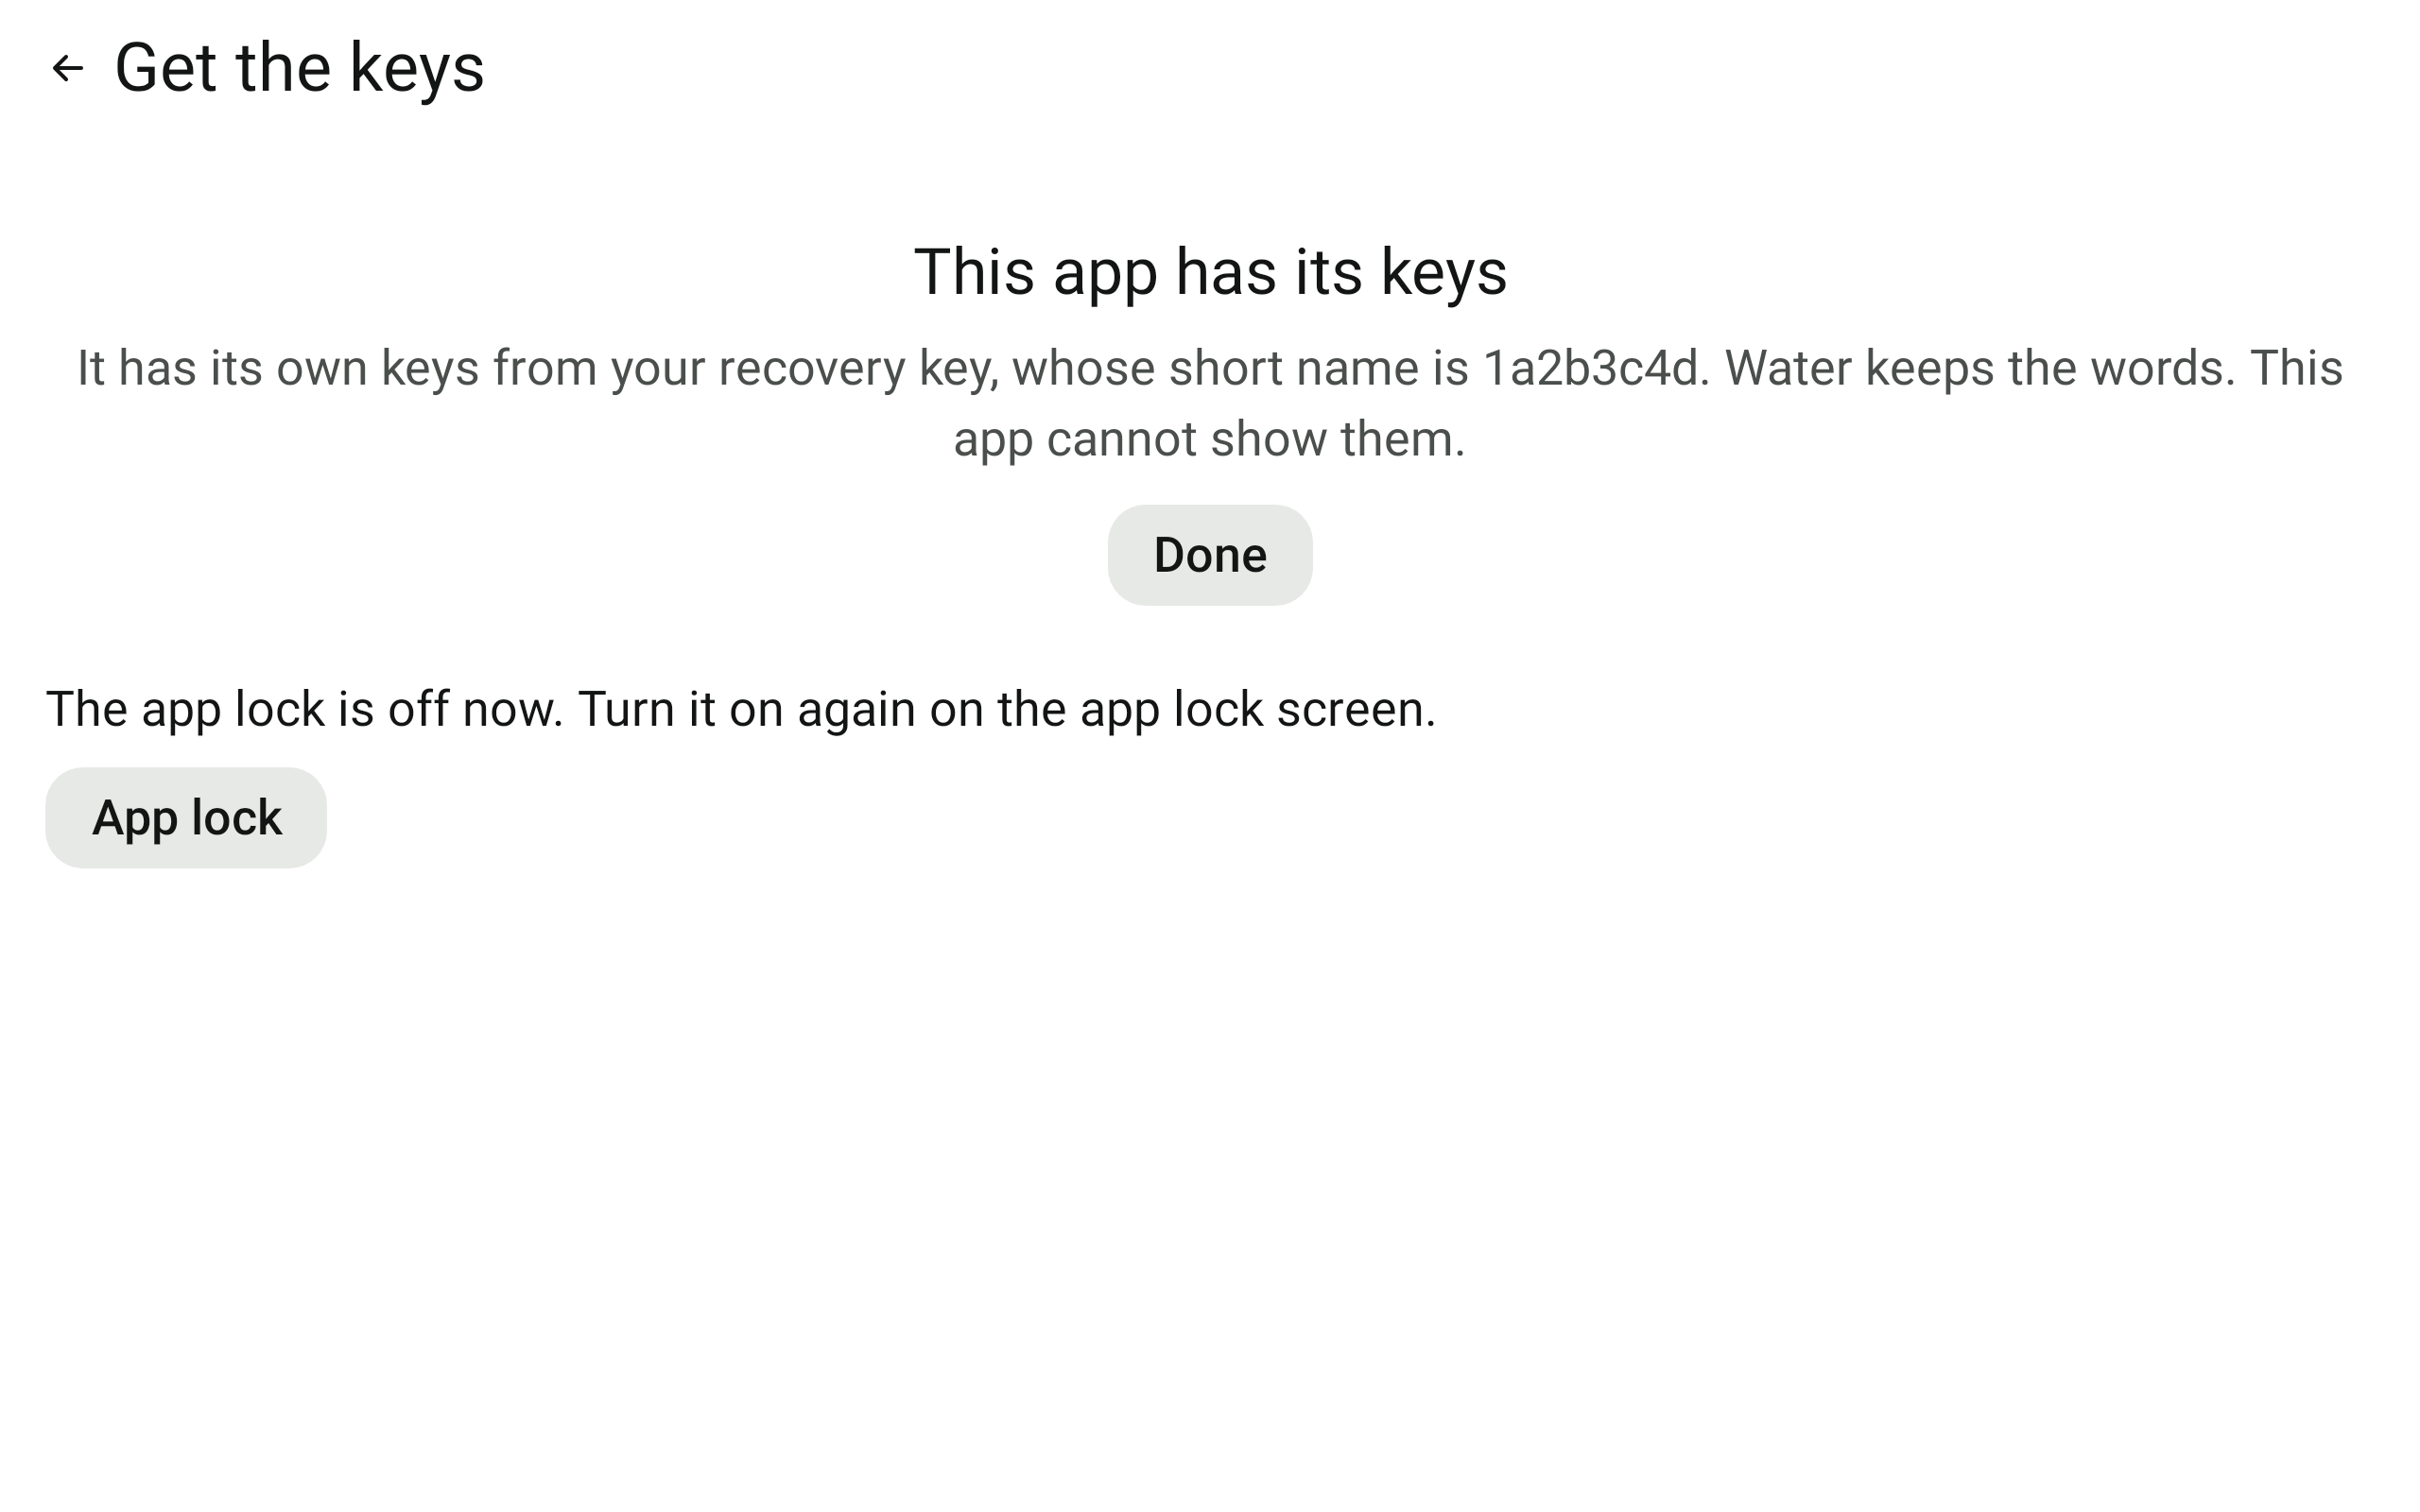 Get the keys
This app has its keys
It has its own keys from your recovery key, whose short name is 1a2b3c4d. Water keeps the words. This
app cannot show them.
Done
The app lock is off now. Turn it on again on the app lock screen.
App lock